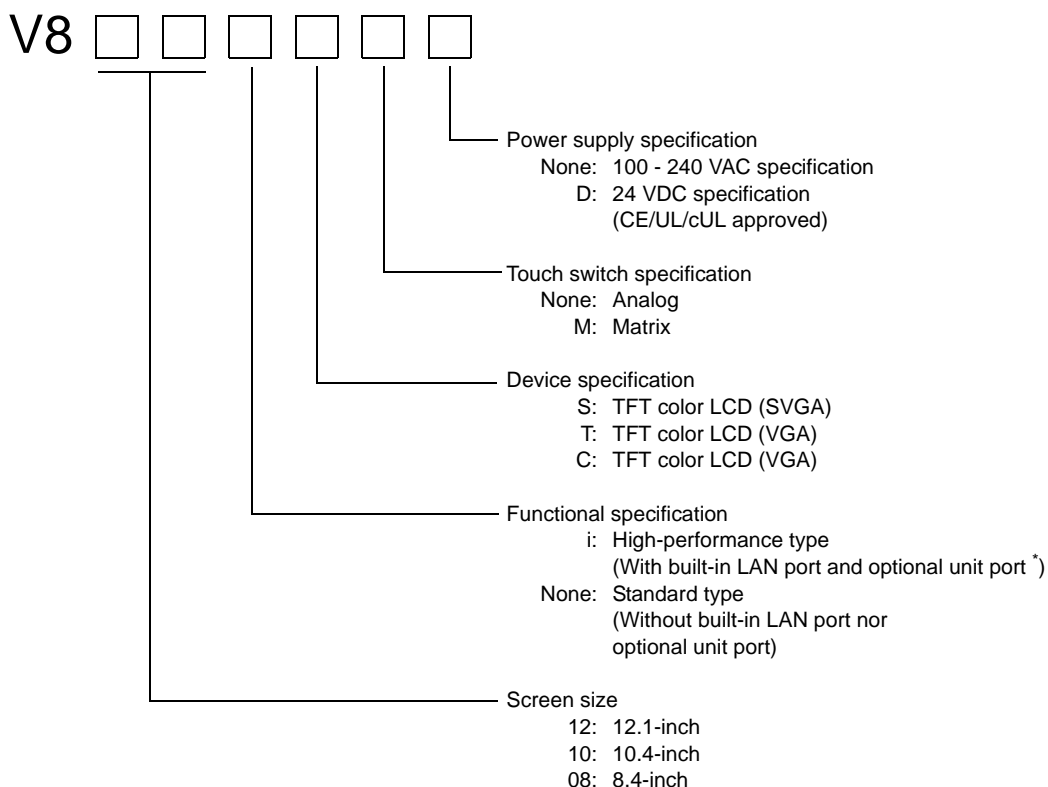 V8
Power supply specification
None: 100 - 240 VAC specification
D: 24 VDC specification
(CE/UL/cUL approved)
Touch switch specification
None: Analog
M: Matrix
Device specification
S: TFT color LCD (SVGA)
T: TFT color LCD (VGA)
C: TFT color LCD (VGA)
Functional specification
i: High-performance type
(With built-in LAN port and optional unit port *)
None: Standard type
(Without built-in LAN port nor
optional unit port)
Screen size
12: 12.1-inch
10: 10.4-inch
08: 8.4-inch